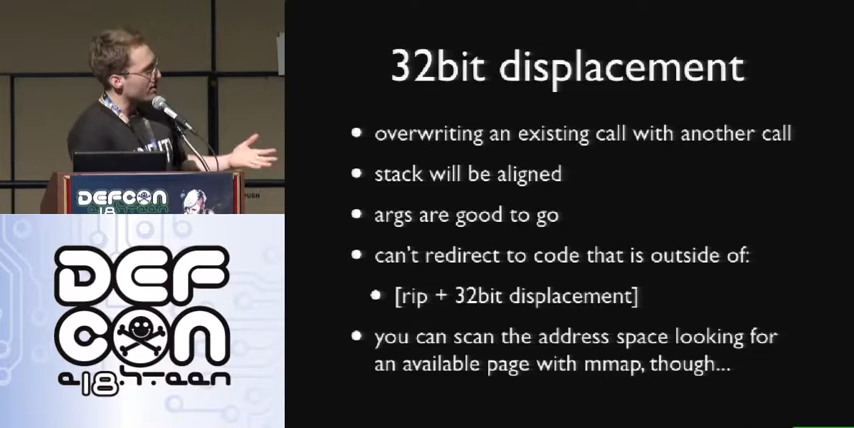 32bit displacement
overwriting an existing call with another call
stack will be aligned
args are good to go
can't redirect to code that is outside of:
[rip + 32bit displacement]
you can scan the address space looking for
an available page with mmap, though...
DEFCON
DEF
CON